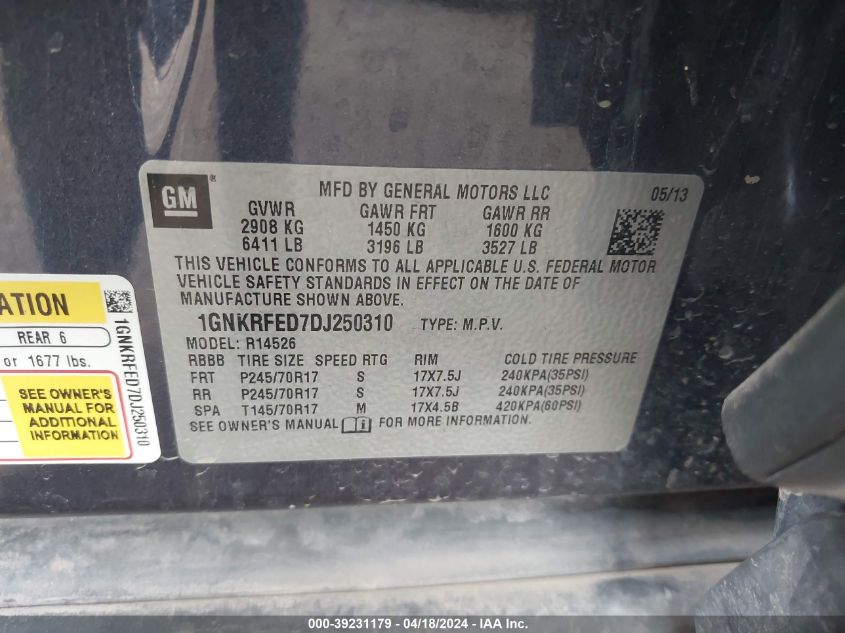 GM ®
MFD BY GENERAL MOTORS LLC 05/13
GVWR GAWR FRT GAWR RR
2908 KG 1450 KG 1600 KG
6411 LB 3196 LB 3527 LB
THIS VEHICLE CONFORMS TO ALL APPLICABLE U.S. FEDERAL MOTOR
VEHICLE SAFETY STANDARDS IN EFFECT ON THE DATE OF
MANUFACTURE SHOWN ABOVE.
1GNKRFED7DJ250310 TYPE: M.P.V.
MODEL: R14526
RBBB TIRE SIZE SPEED RTG RIM COLD TIRE PRESSURE
FRT P245/70R17 S 17X7.5J 240KPA(35PSI)
RR P245/70R17 S 17X7.5J 240KPA(35PSI)
SPA T145/70R17 M 17X4.5B 420KPA(60PSI)
SEE OWNER'S MANUAL FOR MORE INFORMATION.
ATION
REAR 6
or 1677 lbs.
SEE OWNER'S
MANUAL FOR
ADDITIONAL
INFORMATION
1GNKRFED7DJ250310
000-39231179 - 04/18/2024 - IAA Inc.